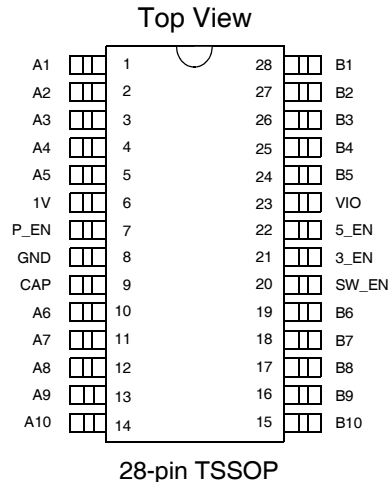 Top View
A1 1 28 B1
A2 2 27 B2
A3 3 26 B3
A4 4 25 B4
A5 5 24 B5
1V 6 23 VIO
P_EN 7 22 5_EN
GND 8 21 3_EN
CAP 9 20 SW_EN
A6 10 19 B6
A7 11 18 B7
A8 12 17 B8
A9 13 16 B9
A10 14 15 B10
28-pin TSSOP